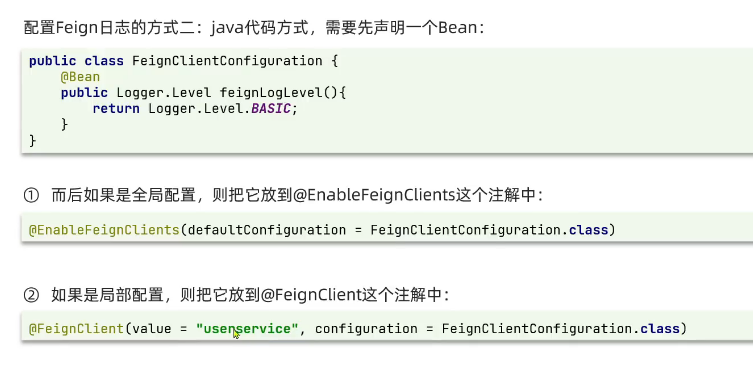 配置Feign日志的方式二：java代码方式，需要先声明一个Bean：
public class FeignClientConfiguration {
    @Bean
    public Logger.Level feignLogLevel(){
        return Logger.Level.BASIC;
    }
}
① 而后如果是全局配置，则把它放到@EnableFeignClients这个注解中：
@EnableFeignClients(defaultConfiguration = FeignClientConfiguration.class)
② 如果是局部配置，则把它放到@FeignClient这个注解中：
@FeignClient(value = "userservice", configuration = FeignClientConfiguration.class)